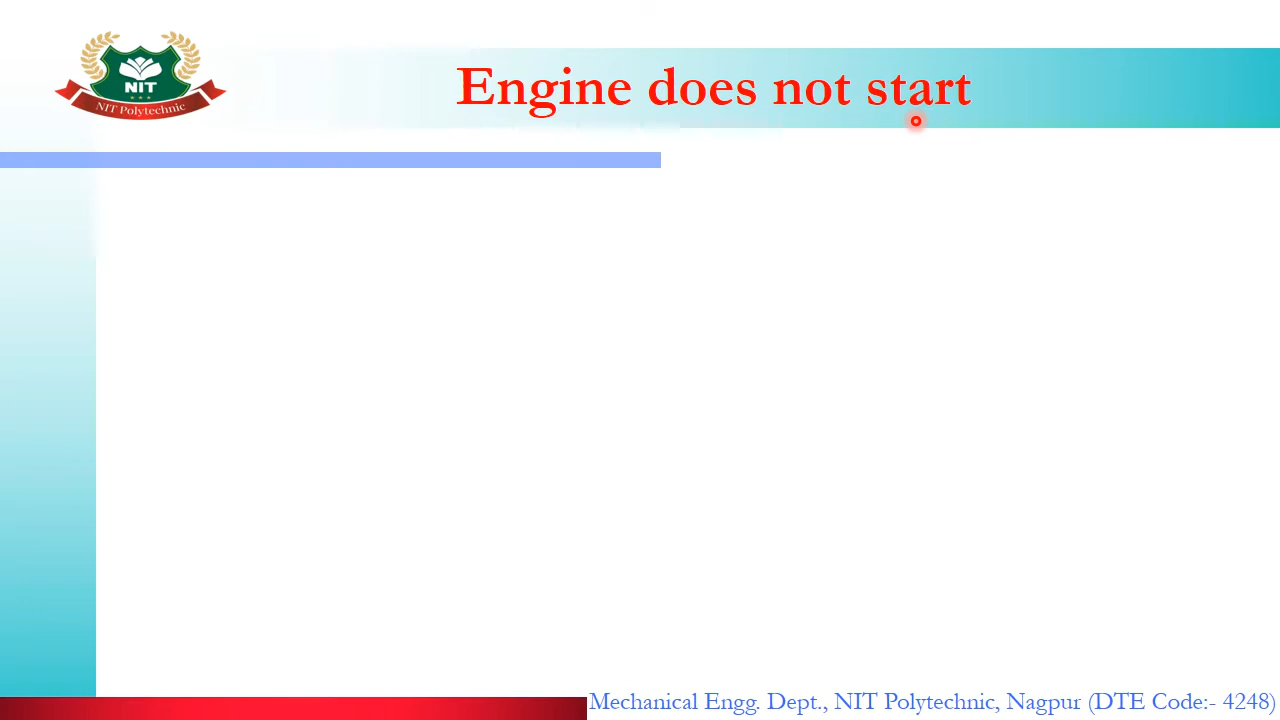 Engine does not start
NIT
NIT Polytechnic
Mechanical Engg. Dept., NIT Polytechnic, Nagpur (DTE Code:- 4248)